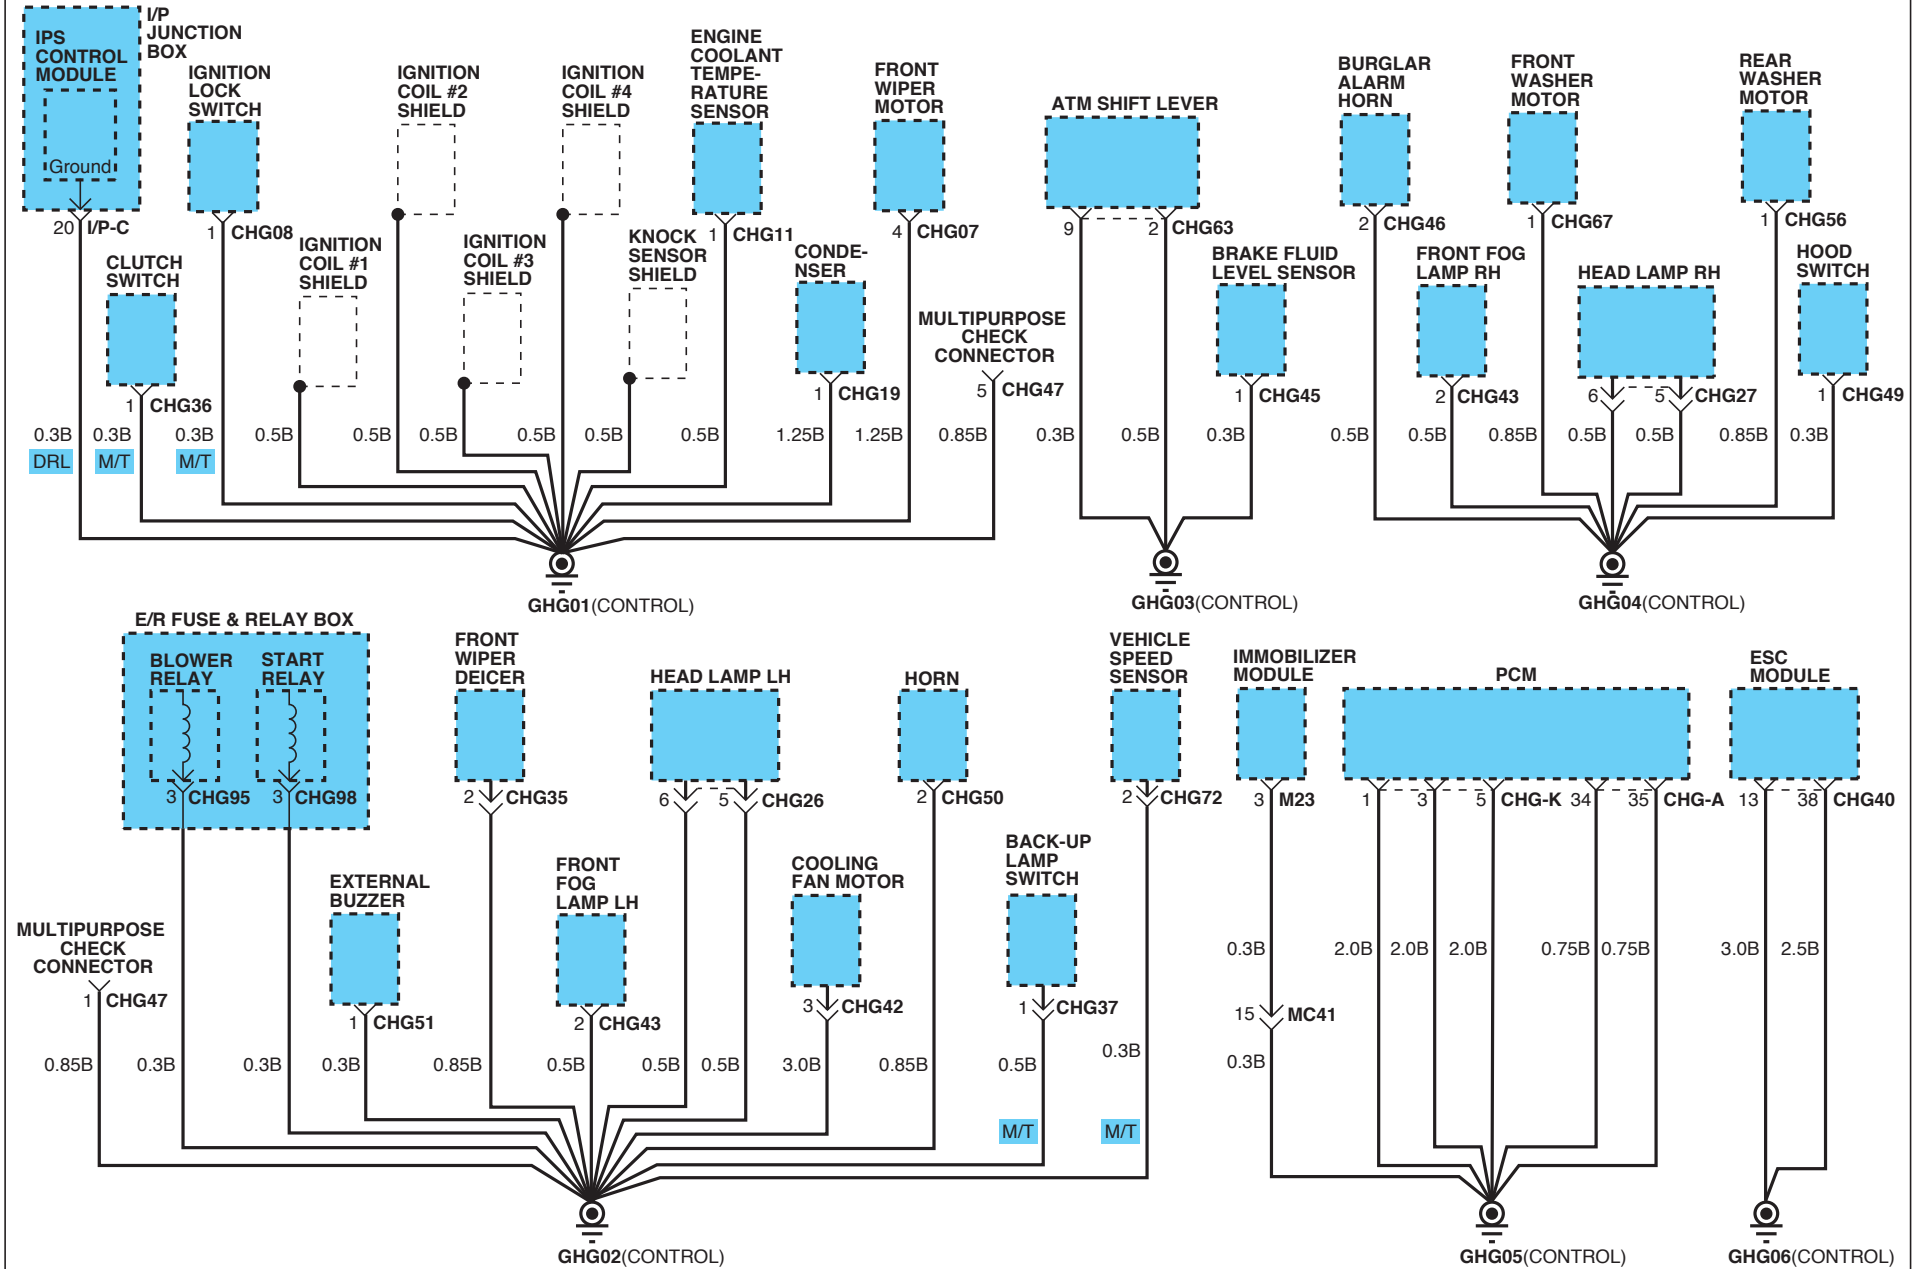 I/P
JUNCTION
BOX
IPS
CONTROL
MODULE
Ground
20 I/P-C
IGNITION
LOCK
SWITCH
1 CHG08
CLUTCH
SWITCH
1 CHG36
IGNITION
COIL #1
SHIELD
IGNITION
COIL #2
SHIELD
IGNITION
COIL #3
SHIELD
IGNITION
COIL #4
SHIELD
KNOCK
SENSOR
SHIELD
ENGINE
COOLANT
TEMPE-
RATURE
SENSOR
1 CHG11
CONDE-
NSER
1 CHG19
FRONT
WIPER
MOTOR
4 CHG07
MULTIPURPOSE
CHECK
CONNECTOR
5 CHG47
ATM SHIFT LEVER
9 2 CHG63
BRAKE FLUID
LEVEL SENSOR
1 CHG45
BURGLAR
ALARM
HORN
2 CHG46
FRONT FOG
LAMP RH
2 CHG43
FRONT
WASHER
MOTOR
1 CHG67
HEAD LAMP RH
6 5 CHG27
REAR
WASHER
MOTOR
1 CHG56
HOOD
SWITCH
1 CHG49
0.3B 0.3B 0.3B 0.5B 0.5B 0.5B 0.5B 0.5B 0.5B 1.25B 1.25B 0.85B 0.3B 0.5B 0.3B 0.5B 0.5B 0.85B 0.5B 0.5B 0.85B 0.3B
DRL M/T M/T
GHG01(CONTROL)
GHG03(CONTROL)
GHG04(CONTROL)
E/R FUSE & RELAY BOX
BLOWER
RELAY
3 CHG95
START
RELAY
3 CHG98
MULTIPURPOSE
CHECK
CONNECTOR
1 CHG47
EXTERNAL
BUZZER
1 CHG51
FRONT
WIPER
DEICER
2 CHG35
FRONT
FOG
LAMP LH
2 CHG43
HEAD LAMP LH
6 5 CHG26
COOLING
FAN MOTOR
3 CHG42
HORN
2 CHG50
BACK-UP
LAMP
SWITCH
1 CHG37
VEHICLE
SPEED
SENSOR
2 CHG72
IMMOBILIZER
MODULE
3 M23
0.3B
15 MC41
0.3B
PCM
1 3 5 CHG-K 34 35 CHG-A
2.0B 2.0B 2.0B 0.75B 0.75B
ESC
MODULE
13 38 CHG40
3.0B 2.5B
0.85B 0.3B 0.3B 0.3B 0.85B 0.5B 0.5B 0.5B 3.0B 0.85B 0.5B 0.3B
M/T M/T
GHG02(CONTROL)
GHG05(CONTROL)
GHG06(CONTROL)